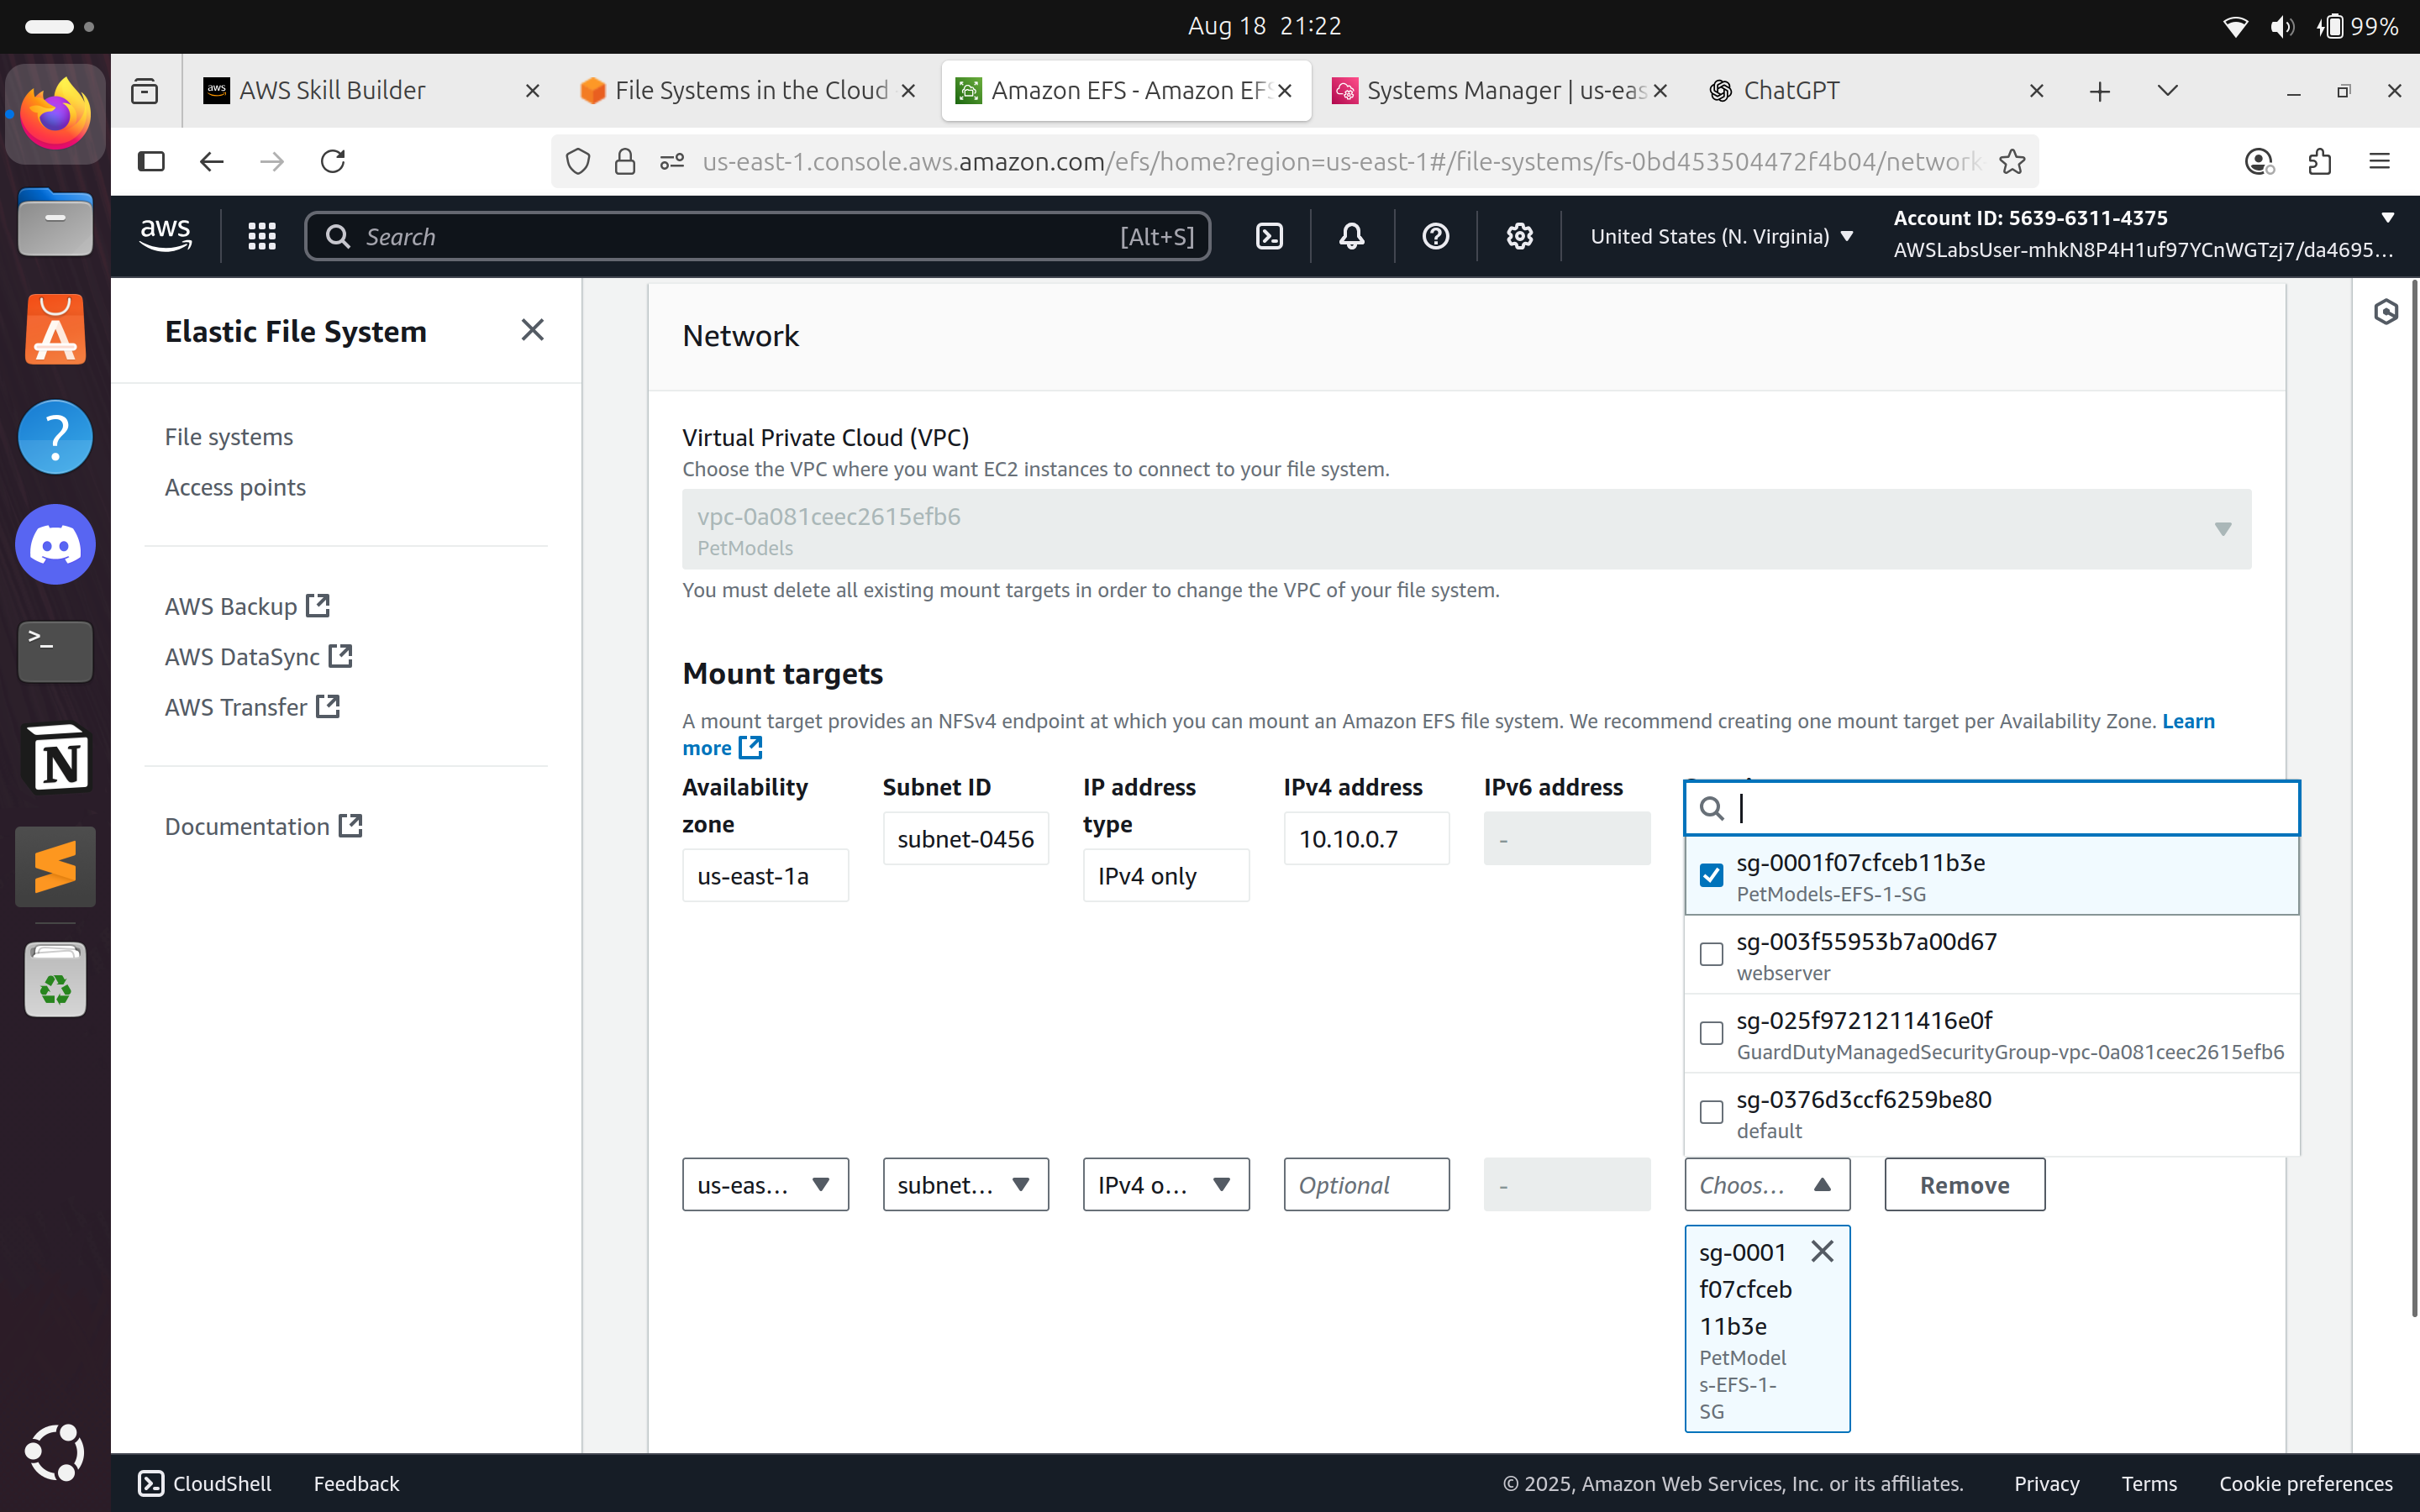 Aug 18 21:22
99%
AWS Skill Builder
File Systems in the Cloud
Amazon EFS - Amazon EFS
Systems Manager | us-eas
ChatGPT
us-east-1.console.aws.amazon.com/efs/home?region=us-east-1#/file-systems/fs-0bd453504472f4b04/network
aws
Search
[Alt+S]
United States (N. Virginia)
Account ID: 5639-6311-4375
AWSLabsUser-mhkN8P4H1uf97YCnWGTzj7/da4695...
Elastic File System
File systems
Access points
AWS Backup
AWS DataSync
AWS Transfer
Documentation
Network
Virtual Private Cloud (VPC)
Choose the VPC where you want EC2 instances to connect to your file system.
vpc-0a081ceec2615efb6
PetModels
You must delete all existing mount targets in order to change the VPC of your file system.
Mount targets
A mount target provides an NFSv4 endpoint at which you can mount an Amazon EFS file system. We recommend creating one mount target per Availability Zone. Learn
more
Availability
zone
Subnet ID
IP address
type
IPv4 address
IPv6 address
us-east-1a
subnet-0456
IPv4 only
10.10.0.7
-
sg-0001f07cfceb11b3e
PetModels-EFS-1-SG
sg-003f55953b7a00d67
webserver
sg-025f9721211416e0f
GuardDutyManagedSecurityGroup-vpc-0a081ceec2615efb6
sg-0376d3ccf6259be80
default
us-eas...
subnet...
IPv4 o...
Optional
-
Choos...
Remove
sg-0001
f07cfceb
11b3e
PetModel
s-EFS-1-
SG
CloudShell
Feedback
© 2025, Amazon Web Services, Inc. or its affiliates.
Privacy
Terms
Cookie preferences